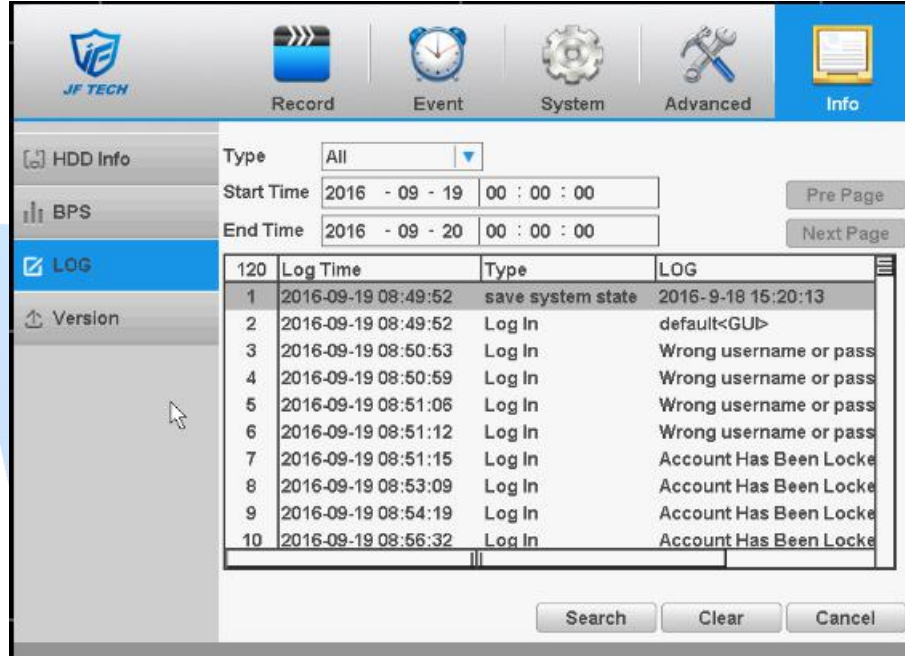 JF TECH
Record Event System Advanced Info
HDD Info
BPS
LOG
Version
Type All
Start Time 2016 - 09 - 19 00 : 00 : 00
Pre Page
End Time 2016 - 09 - 20 00 : 00 : 00
Next Page
120 Log Time Type LOG
1 2016-09-19 08:49:52 save system state 2016-9-18 15:20:13
2 2016-09-19 08:49:52 Log In default<GUI>
3 2016-09-19 08:50:53 Log In Wrong username or pass
4 2016-09-19 08:50:59 Log In Wrong username or pass
5 2016-09-19 08:51:06 Log In Wrong username or pass
6 2016-09-19 08:51:12 Log In Wrong username or pass
7 2016-09-19 08:51:15 Log In Account Has Been Locke
8 2016-09-19 08:53:09 Log In Account Has Been Locke
9 2016-09-19 08:54:19 Log In Account Has Been Locke
10 2016-09-19 08:56:32 Log In Account Has Been Locke
Search Clear Cancel